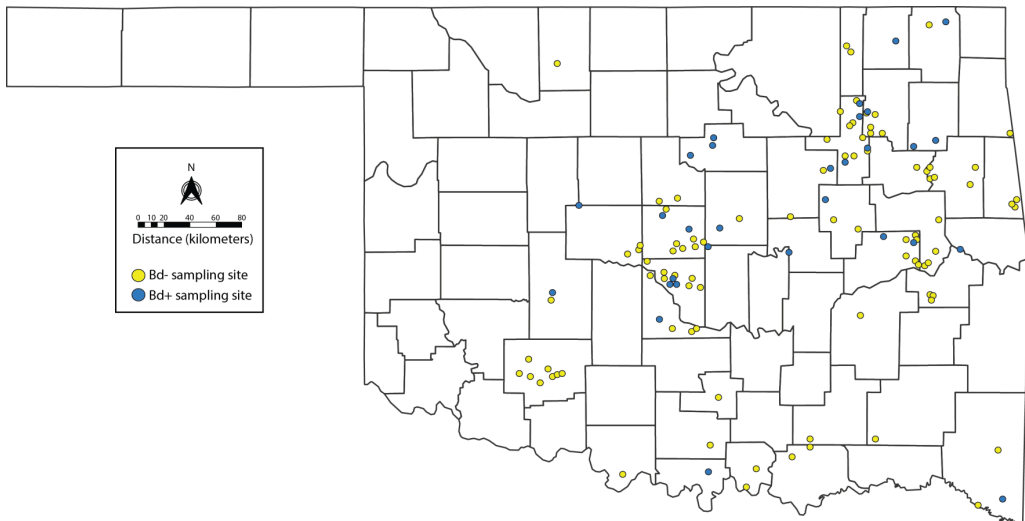 N
0 10 20 40 60 80
Distance (kilometers)
Bd- sampling site
Bd+ sampling site